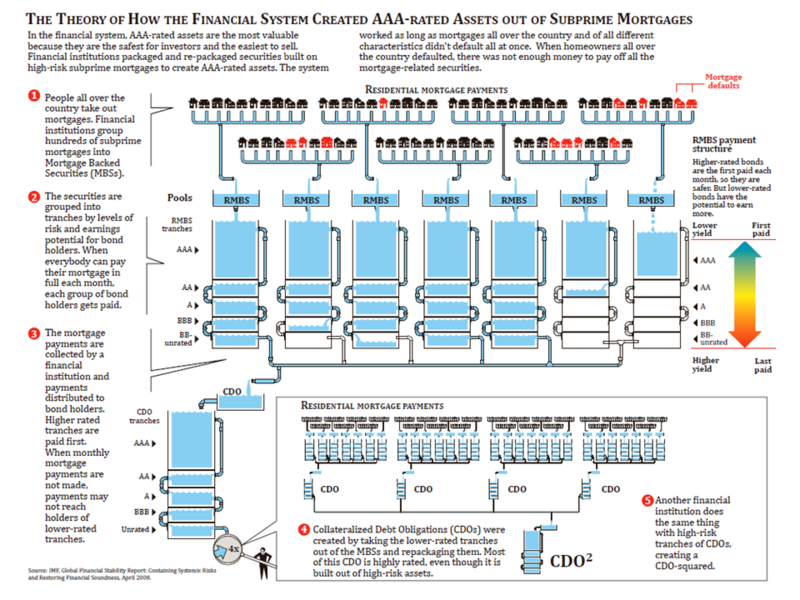 THE THEORY OF HOW THE FINANCIAL SYSTEM CREATED AAA-RATED ASSETS OUT OF SUBPRIME MORTGAGES
In the financial system, AAA-rated assets are the most valuable
because they are the safest for investors and the easiest to sell.
Financial institutions packaged and re-packaged securities built on
high-risk subprime mortgages to create AAA-rated assets. The system
worked as long as mortgages all over the country and of all different
characteristics didn't default all at once. When homeowners all over
the country defaulted, there was not enough money to pay off all the
mortgage-related securities.
Mortgage
defaults
RESIDENTIAL MORTGAGE PAYMENTS
1 People all over the
country take out
mortgages. Financial
institutions group
hundreds of subprime
mortgages into
Mortgage Backed
Securities (MBSs).
RMBS payment
structure
Higher-rated bonds
are the first paid each
month, so they are
safer. But lower-rated
bonds have the
potential to earn
more.
Lower
yield
First
paid
AAA
AA
A
BBB
BB-
unrated
Higher
yield
Last
paid
2 The securities are
grouped into
tranches by levels of
risk and earnings
potential for bond
holders. When
everybody can pay
their mortgage in
full each month,
each group of bond
holders gets paid.
Pools
RMBS
RMBS
RMBS
RMBS
RMBS
RMBS
RMBS
RMBS
tranches
AAA
AA
A
BBB
BB-
unrated
3 The mortgage
payments are
collected by a
financial
institution and
payments
distributed to
bond holders.
Higher rated
tranches are
paid first.
When monthly
mortgage
payments are
not made,
payments may
not reach
holders of
lower-rated
tranches.
CDO
CDO
tranches
AAA
AA
A
BBB
Unrated
4x
RESIDENTIAL MORTGAGE PAYMENTS
CDO
CDO
CDO
CDO
4 Collateralized Debt Obligations (CDOs) were
created by taking the lower-rated tranches
out of the MBSs and repackaging them. Most
of this CDO is highly rated, even though it is
built out of high-risk assets.
CDO²
5 Another financial
institution does
the same thing
with high-risk
tranches of CDOs,
creating a
CDO-squared.
Source: IMF, Global Financial Stability Report: Containing Systemic Risks
and Restoring Financial Soundness, April 2008.